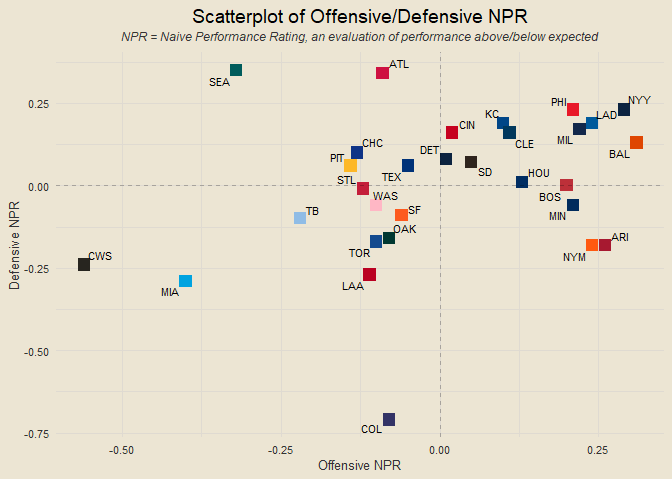 Scatterplot of Offensive/Defensive NPR
NPR = Naive Performance Rating, an evaluation of performance above/below expected
ATL
SEA
0.25
PHI
NYY
KC
LAD
CIN
MIL
CLE
BAL
CHC
DET
PIT
TEX
SD
HOU
STL
0.00
WAS
BOS
TB
SF
MIN
OAK
ARI
TOR
NYM
CWS
-0.25
LAA
MIA
-0.50
COL
-0.75
-0.50
-0.25
0.00
0.25
Offensive NPR
Defensive NPR